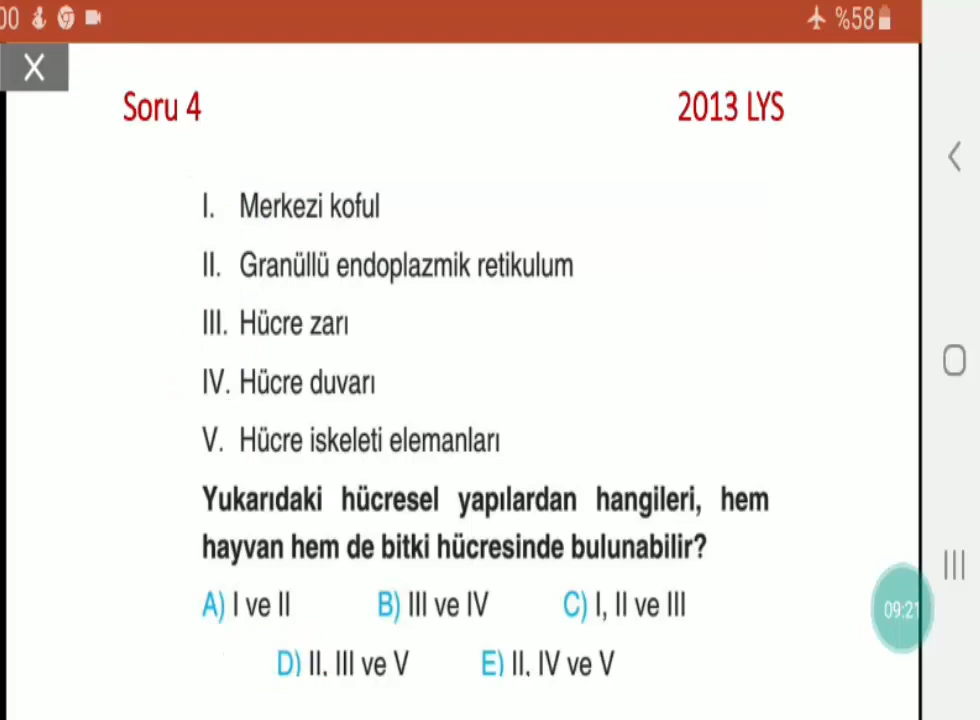 00 %58
X
Soru 4 2013 LYS
I. Merkezi koful
II. Granüllü endoplazmik retikulum
III. Hücre zarı
IV. Hücre duvarı
V. Hücre iskeleti elemanları
Yukarıdaki hücresel yapılardan hangileri, hem
hayvan hem de bitki hücresinde bulunabilir?
A) I ve II B) III ve IV C) I, II ve III
09:21
D) II, III ve V E) II, IV ve V